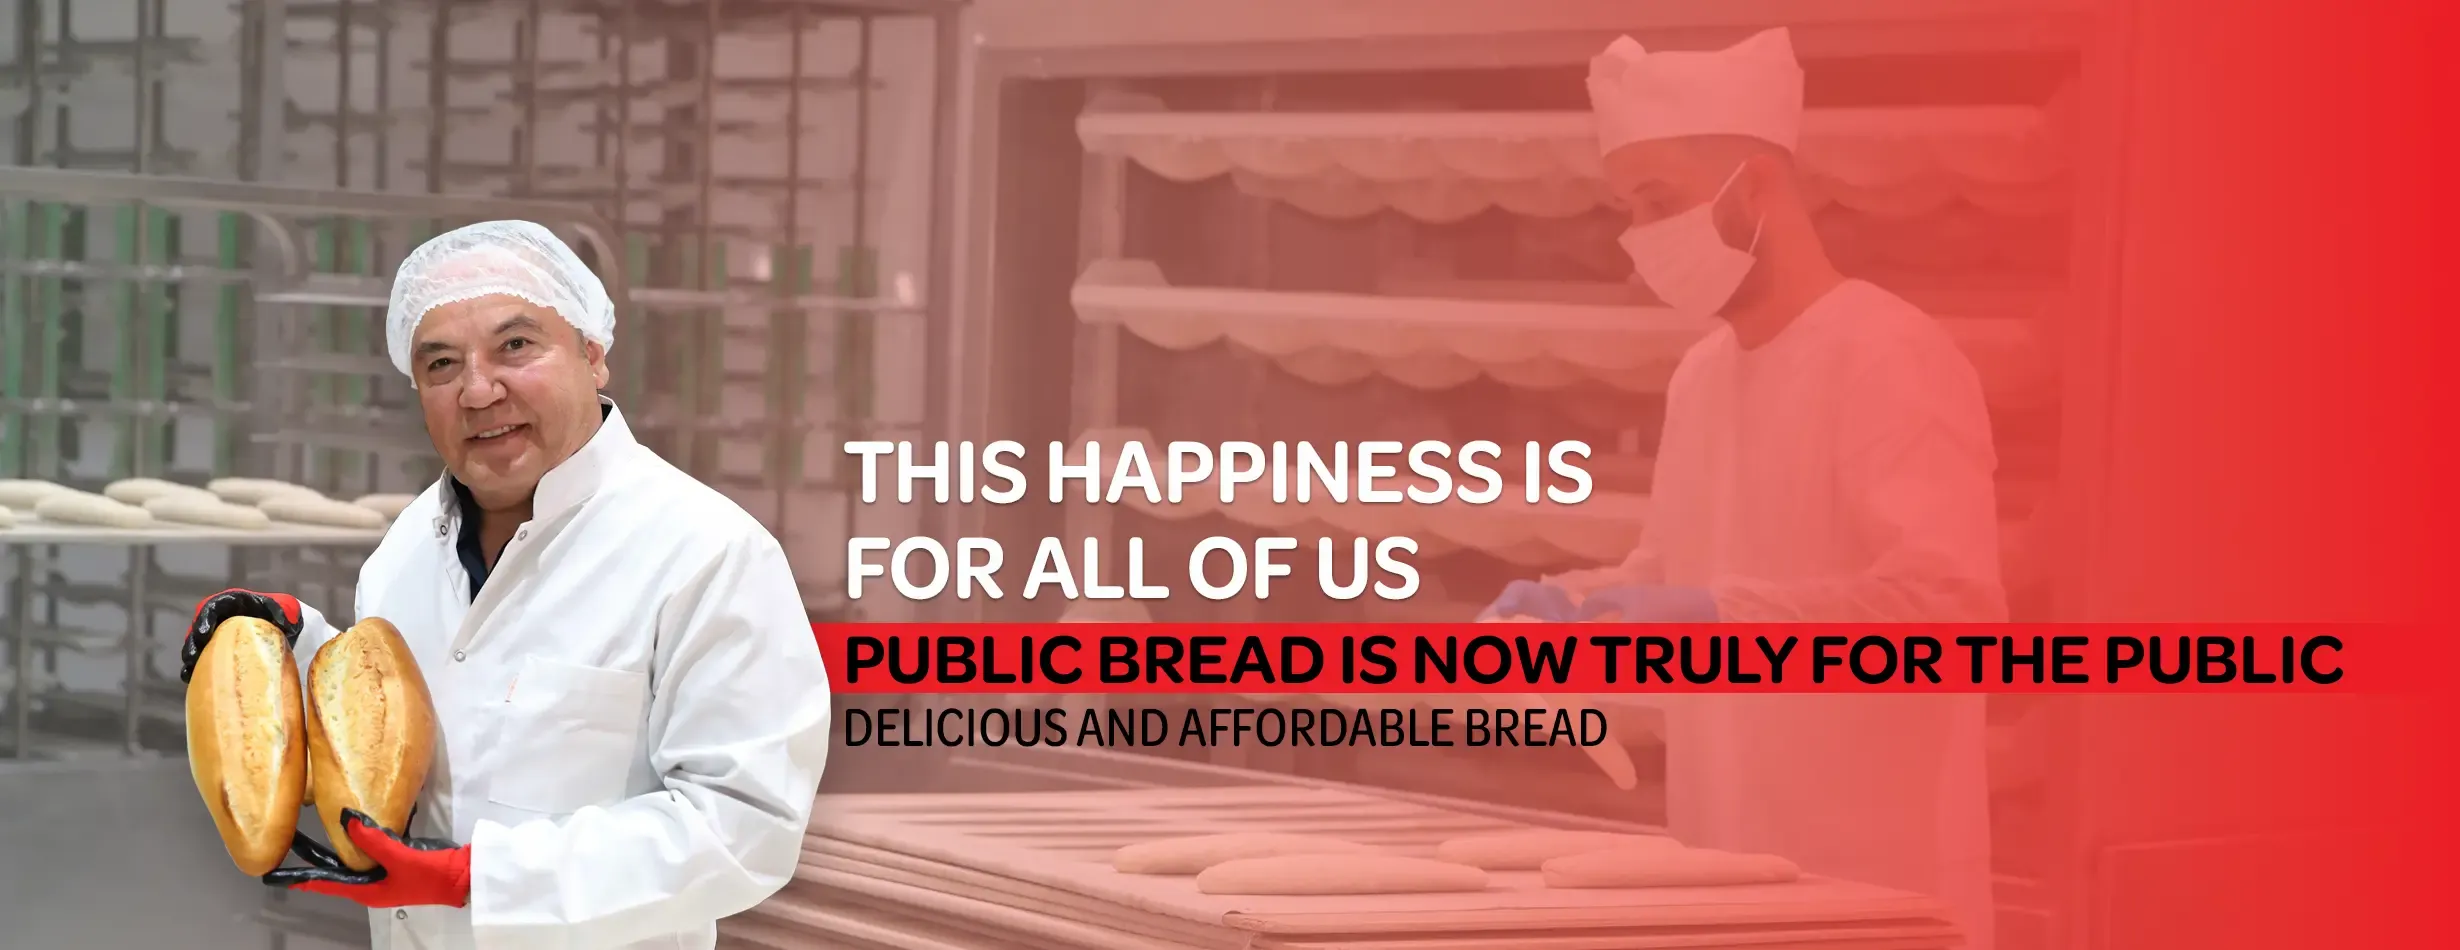 THIS HAPPINESS IS
FOR ALL OF US
PUBLIC BREAD IS NOW TRULY FOR THE PUBLIC
DELICIOUS AND AFFORDABLE BREAD